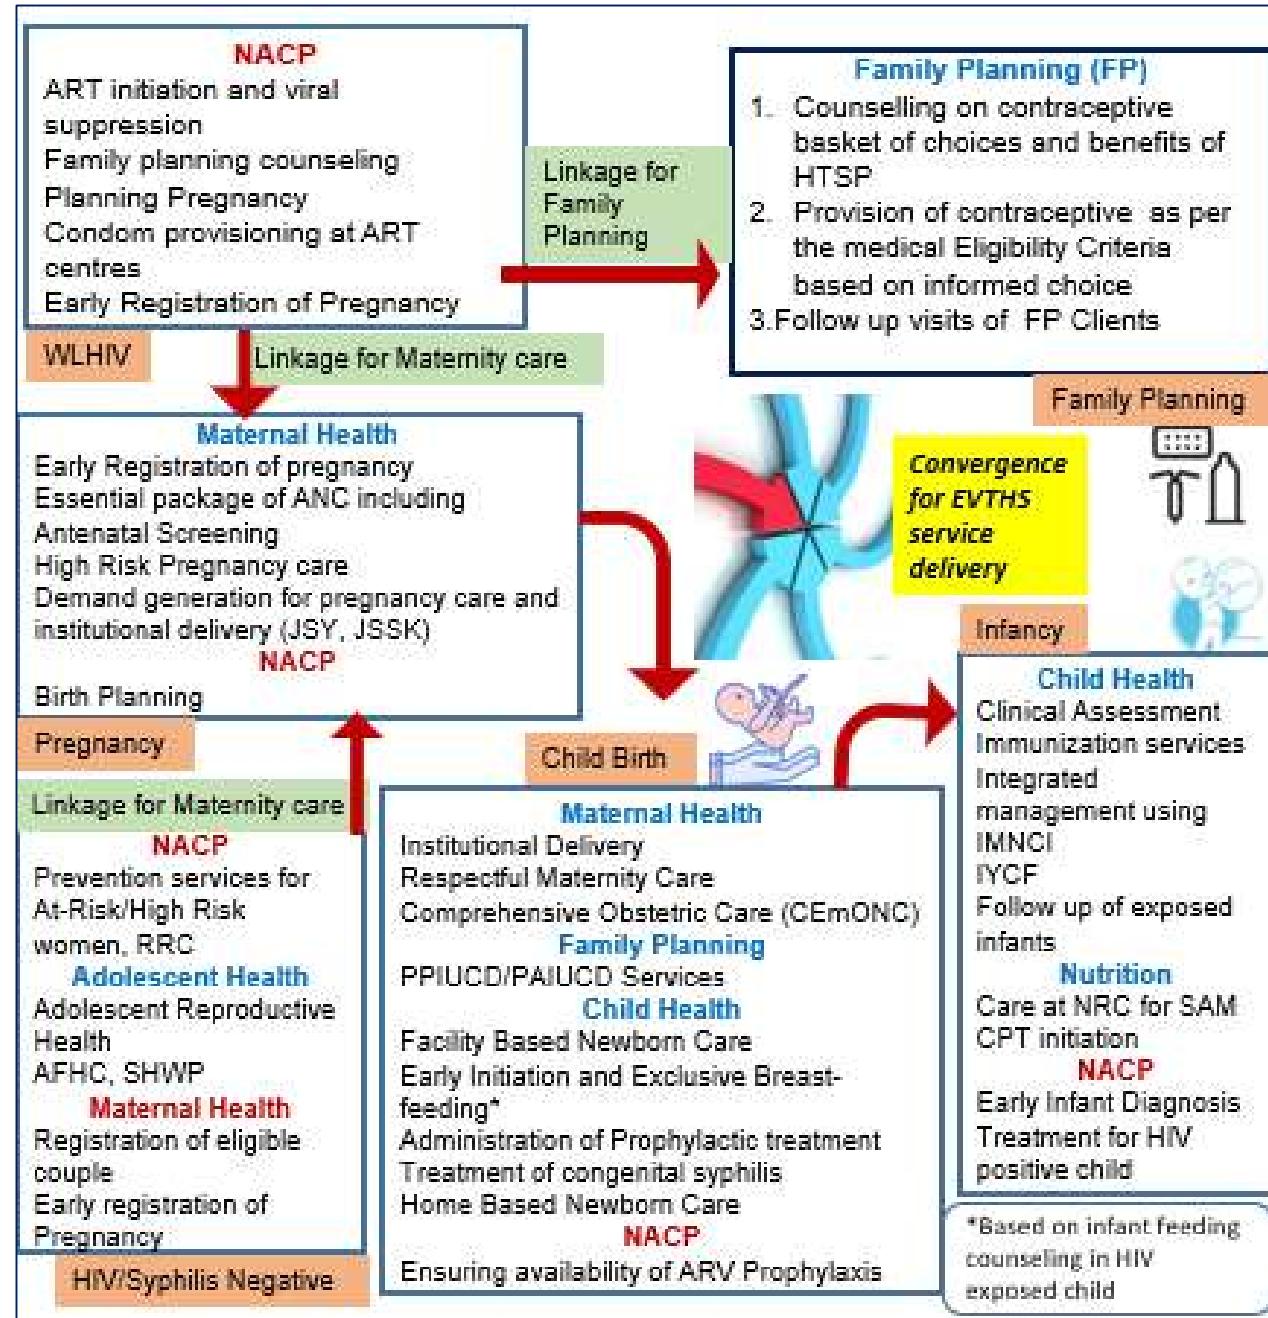 NACP
ART initiation and viral
suppression
Family planning counseling
Planning Pregnancy
Condom provisioning at ART
centres
Early Registration of Pregnancy
WLHIV
Linkage for
Family
Planning
Family Planning (FP)
1. Counselling on contraceptive
basket of choices and benefits of
HTSP
2. Provision of contraceptive as per
the medical Eligibility Criteria
based on informed choice
3.Follow up visits of FP Clients
Family Planning
Linkage for Maternity care
Maternal Health
Early Registration of pregnancy
Essential package of ANC including
Antenatal Screening
High Risk Pregnancy care
Demand generation for pregnancy care and
institutional delivery (JSY, JSSK)
NACP
Birth Planning
Pregnancy
Convergence
for EVTHS
service
delivery
Linkage for Maternity care
NACP
Prevention services for
At-Risk/High Risk
women, RRC
Adolescent Health
Adolescent Reproductive
Health
AFHC, SHWP
Maternal Health
Registration of eligible
couple
Early registration of
Pregnancy
HIV/Syphilis Negative
Child Birth
Maternal Health
Institutional Delivery
Respectful Maternity Care
Comprehensive Obstetric Care (CEmONC)
Family Planning
PPIUCD/PAIUCD Services
Child Health
Facility Based Newborn Care
Early Initiation and Exclusive Breast-
feeding*
Administration of Prophylactic treatment
Treatment of congenital syphilis
Home Based Newborn Care
NACP
Ensuring availability of ARV Prophylaxis
Infancy
Child Health
Clinical Assessment
Immunization services
Integrated
management using
IMNCI
IYCF
Follow up of exposed
infants
Nutrition
Care at NRC for SAM
CPT initiation
NACP
Early Infant Diagnosis
Treatment for HIV
positive child
*Based on infant feeding
counseling in HIV
exposed child